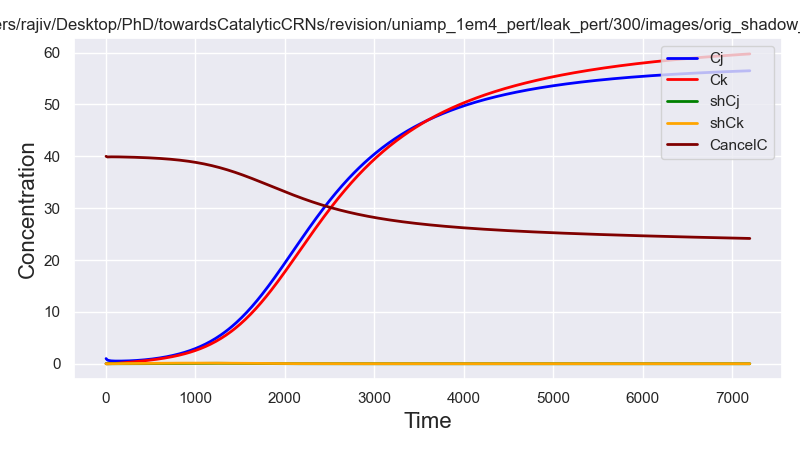 ers/rajiv/Desktop/PhD/towardsCatalyticCRNs/revision/uniamp_1em4_pert/leak_pert/300/images/orig_shadow_
Concentration
60
50
40
30
20
10
0
Cj
Ck
shCj
shCk
CancelC
0 1000 2000 3000 4000 5000 6000 7000
Time